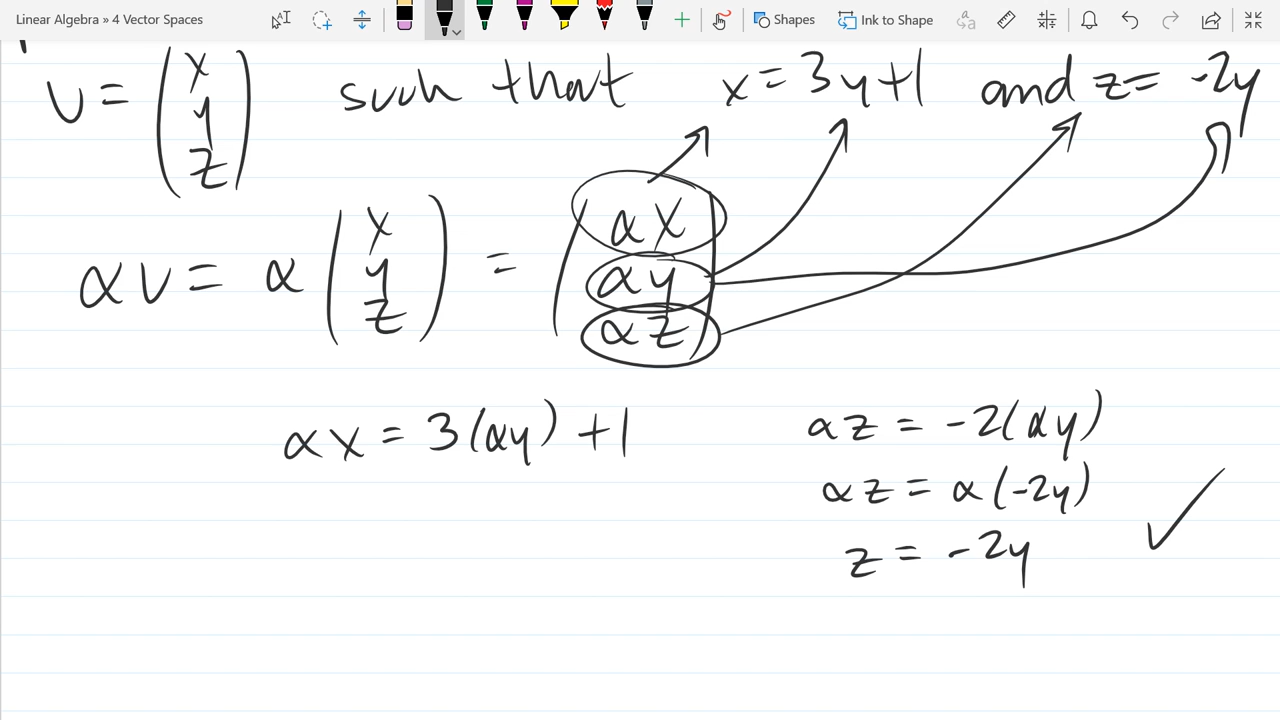 Linear Algebra » 4 Vector Spaces
Shapes
Ink to Shape
v = (x y z) such that x = 3y+1 and z = -2y
αv = α (x y z) = (αx αy αz)
αx = 3(αy) +1
αz = -2(αy)
αz = α(-2y)
z = -2y